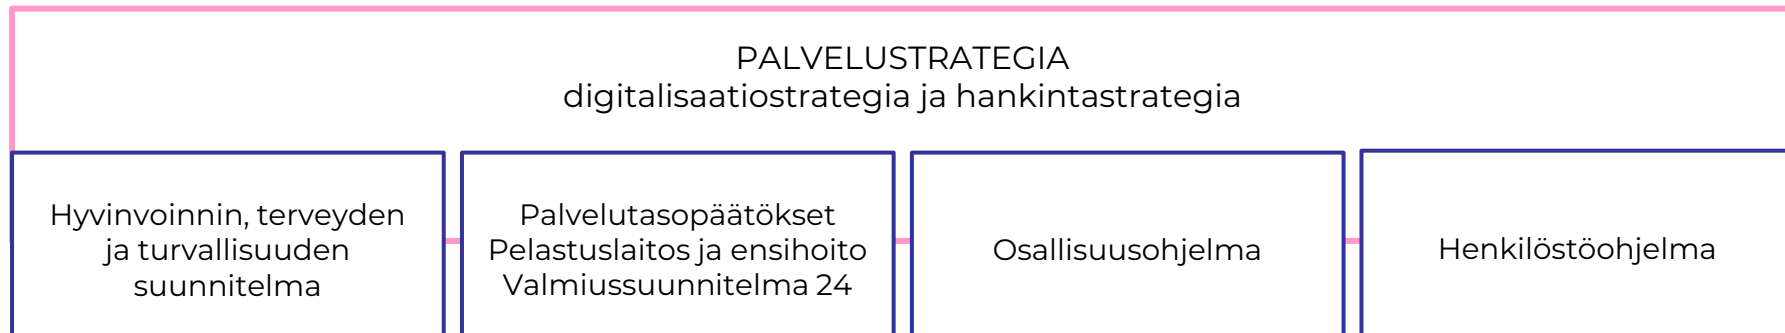 PALVELUSTRATEGIA
digitalisaatiostrategia ja hankintastrategia
Hyvinvoinnin, terveyden
ja turvallisuuden
suunnitelma
Palvelutasopäätökset
Pelastuslaitos ja ensihoito
Valmiussuunnitelma 24
Osallisuusohjelma
Henkilöstöohjelma